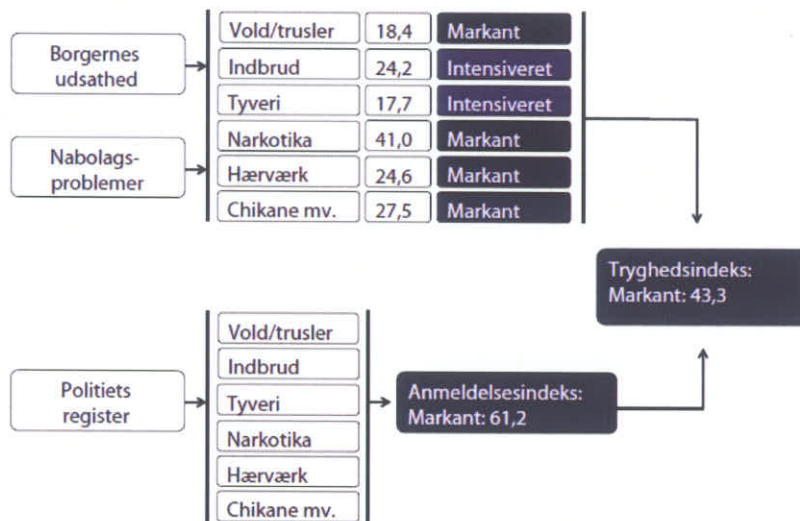 Borgernes
udsathed
Nabolags-
problemer
Vold/trusler 18,4 Markant
Indbrud 24,2 Intensiveret
Tyveri 17,7 Intensiveret
Narkotika 41,0 Markant
Hærværk 24,6 Markant
Chikane mv. 27,5 Markant
Tryghedsindeks:
Markant: 43,3
Politiets
register
Vold/trusler
Indbrud
Tyveri
Narkotika
Hærværk
Chikane mv.
Anmeldelsesindeks:
Markant: 61,2